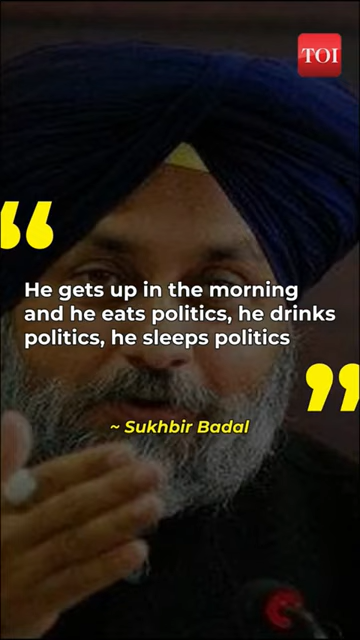 TOI
“
He gets up in the morning
and he eats politics, he drinks
politics, he sleeps politics
”
~ Sukhbir Badal